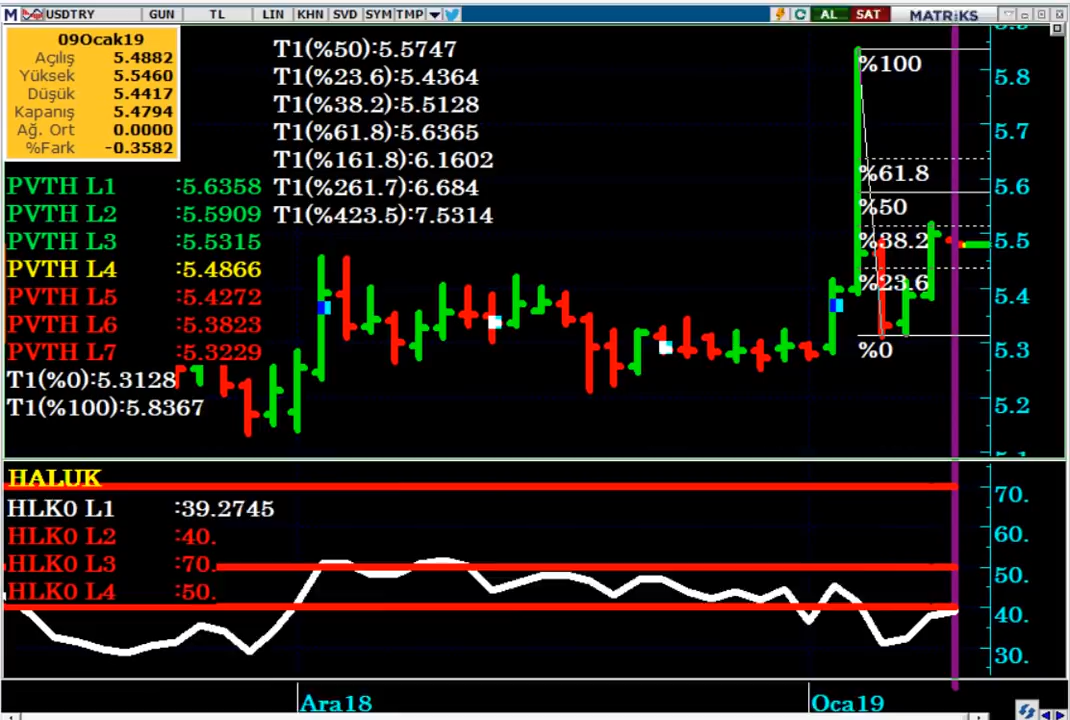 M USDTRY GUN TL LIN KHN SVD SYM TMP AL SAT MATRiKS
09Ocak19
Açılış 5.4882
Yüksek 5.5460
Düşük 5.4417
Kapanış 5.4794
Ağ. Ort 0.0000
%Fark -0.3582
T1(%50):5.5747
T1(%23.6):5.4364
T1(%38.2):5.5128
T1(%61.8):5.6365
T1(%161.8):6.1602
T1(%261.7):6.684
T1(%423.5):7.5314
PVTH L1 :5.6358
PVTH L2 :5.5909
PVTH L3 :5.5315
PVTH L4 :5.4866
PVTH L5 :5.4272
PVTH L6 :5.3823
PVTH L7 :5.3229
T1(%0):5.3128
T1(%100):5.8367
%100
%61.8
%50
%38.2
%23.6
%0
5.8
5.7
5.6
5.5
5.4
5.3
5.2
HALUK
HLK0 L1 :39.2745
HLK0 L2 :40.
HLK0 L3 :70.
HLK0 L4 :50.
70.
60.
50.
40.
30.
Ara18
Oca19